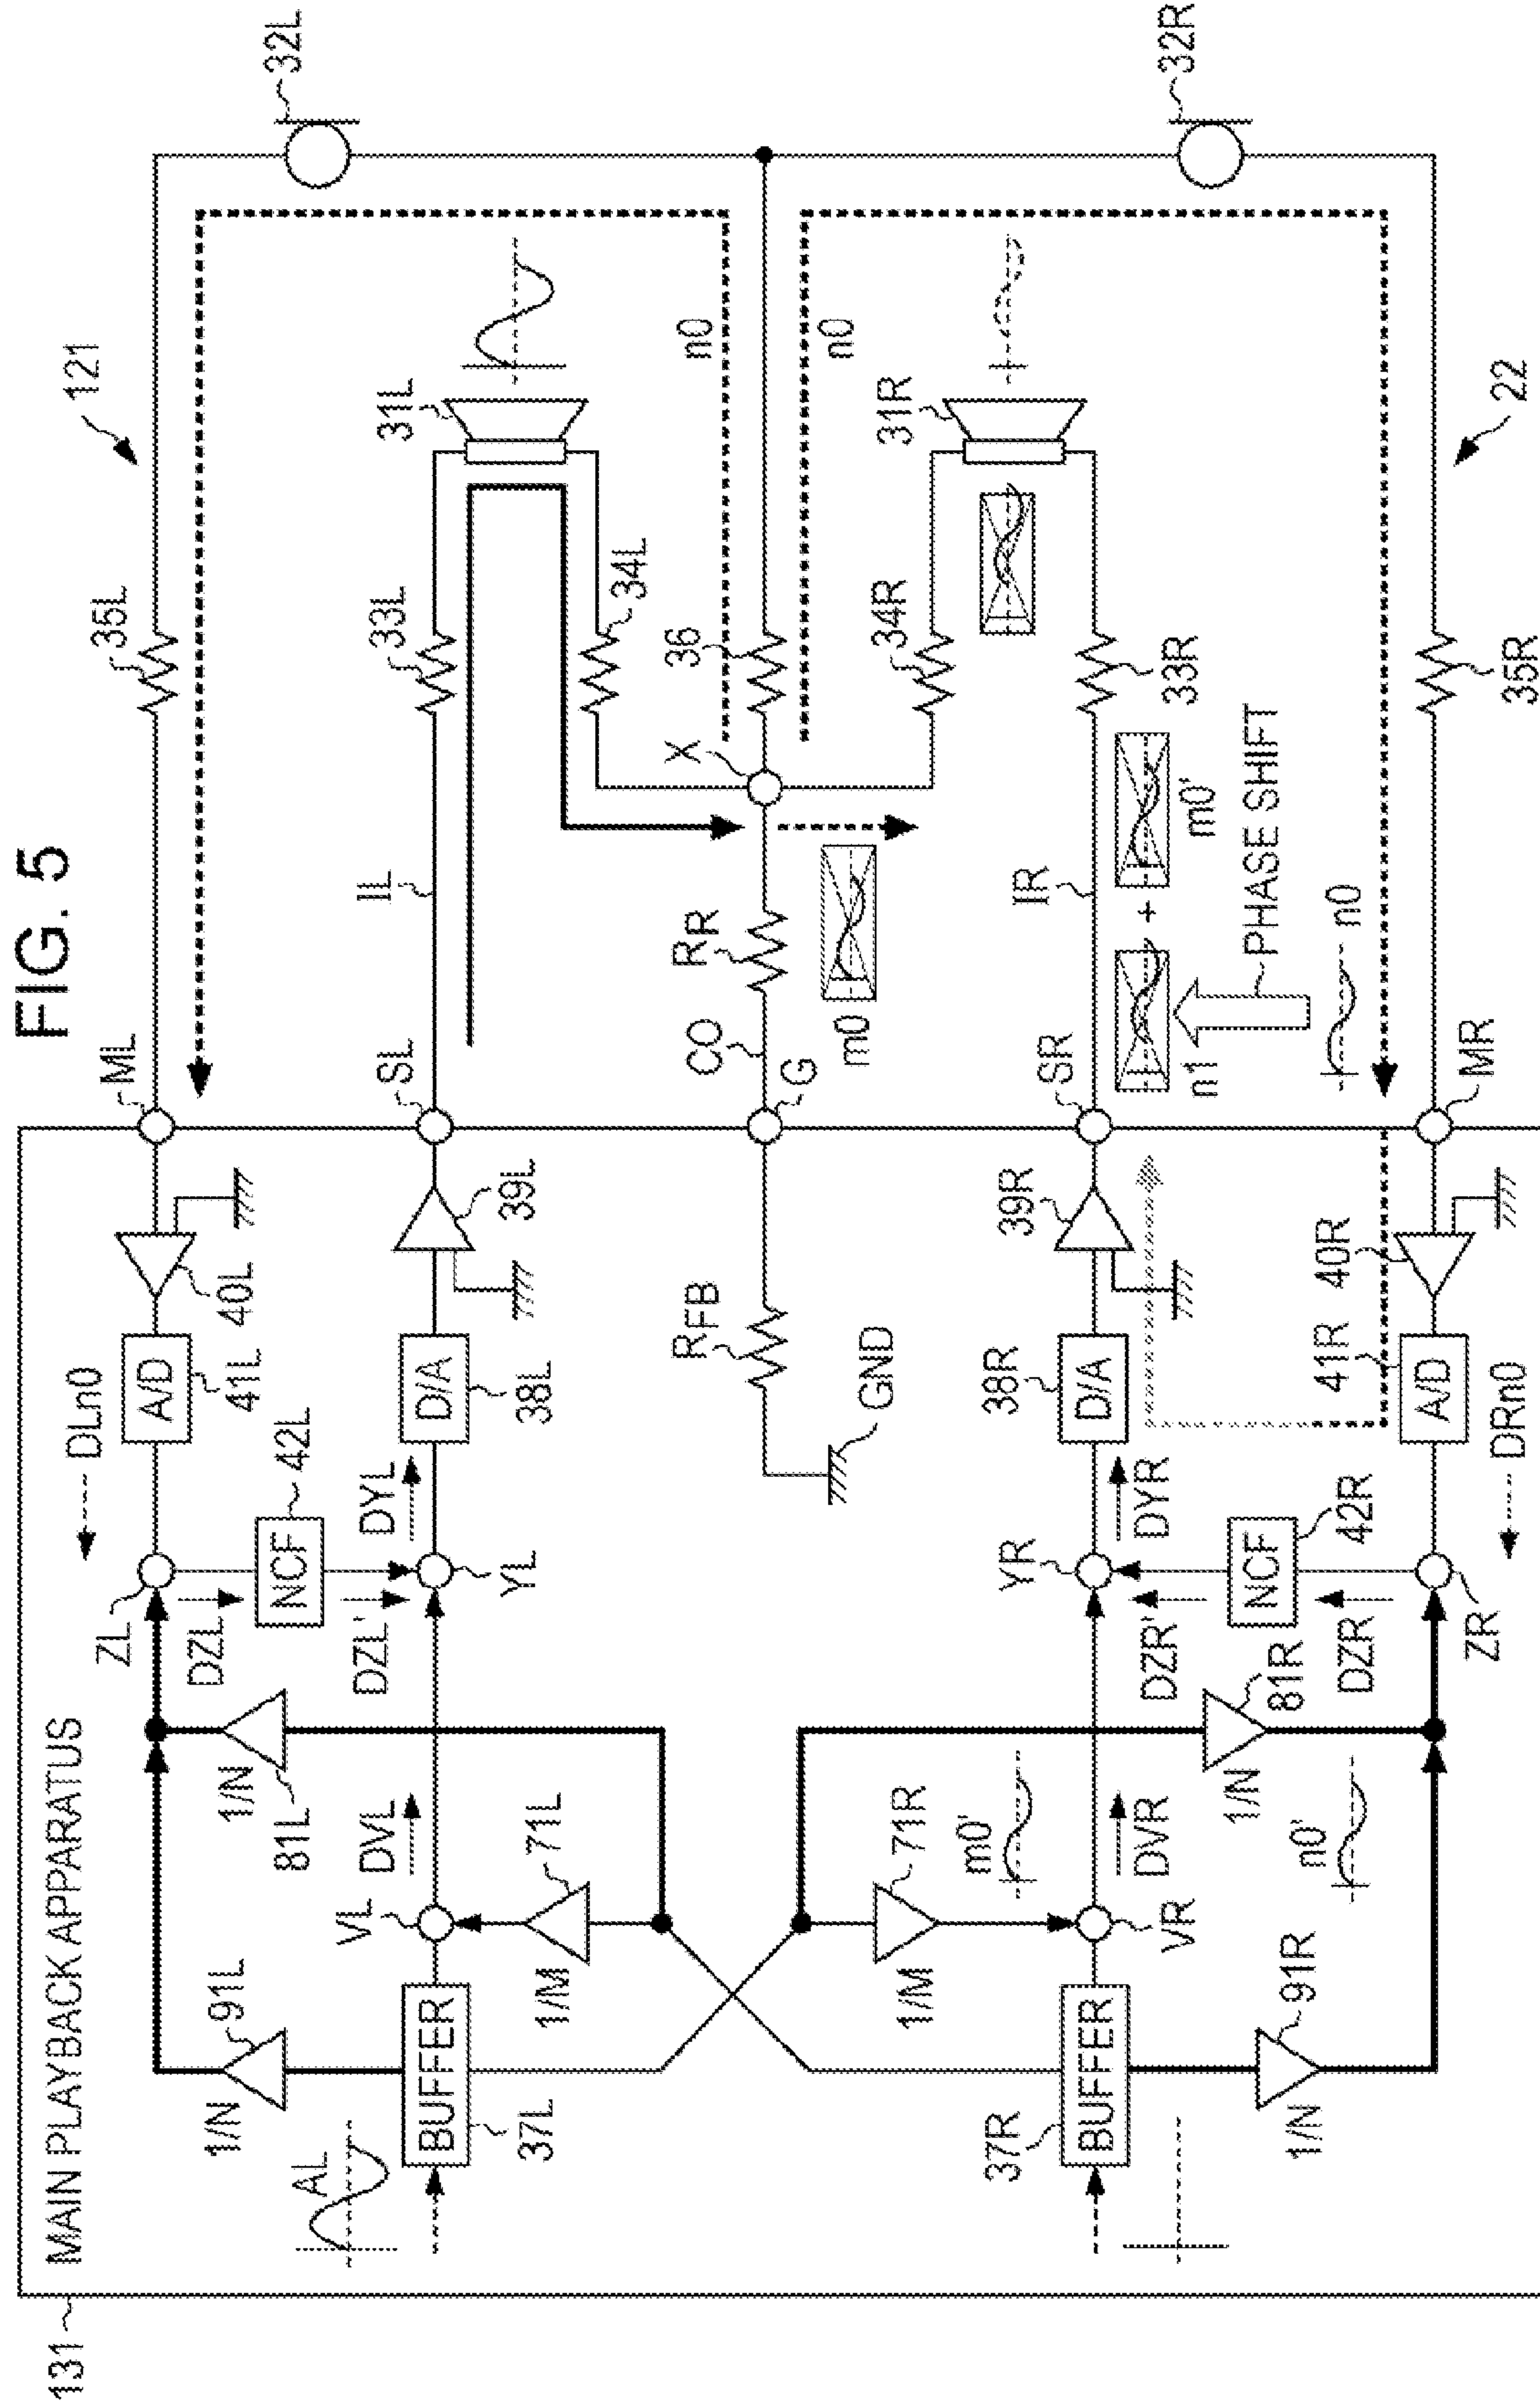 FIG. 5
131
MAIN PLAYBACK APPARATUS
121
22
AL
BUFFER
37L
1/N
91L
VL
1/M
71L
DVL
1/N
81L
ZL
DZL
NCF
42L
DZL'
YL
DYL
DLn0
A/D
41L
40L
D/A
38L
39L
ML
SL
IL
35L
33L
34L
31L
32L
n0
RFB
GND
G
CO
RR
m0
X
36
n0
BUFFER
37R
1/N
91R
1/M
71R
VR
m0'
DVR
n0'
1/N
81R
YR
DYR
DZR'
NCF
42R
DZR
ZR
DRn0
D/A
38R
39R
A/D
41R
40R
SR
MR
IR
n1
+
m0'
PHASE SHIFT
n0
34R
33R
35R
31R
32R